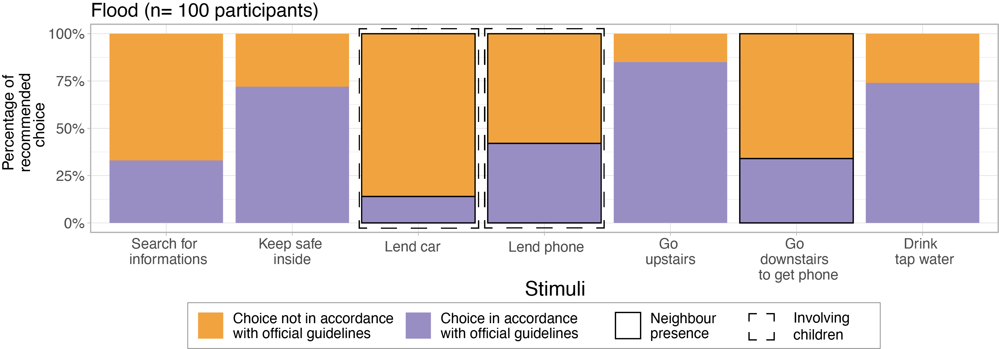 Flood (n= 100 participants)
Percentage of
recommended
choice
100%
75%
50%
25%
0%
Search for
informations
Keep safe
inside
Lend car
Lend phone
Go
upstairs
Go
downstairs
to get phone
Drink
tap water
Stimuli
Choice not in accordance
with official guidelines
Choice in accordance
with official guidelines
Neighbour
presence
Involving
children